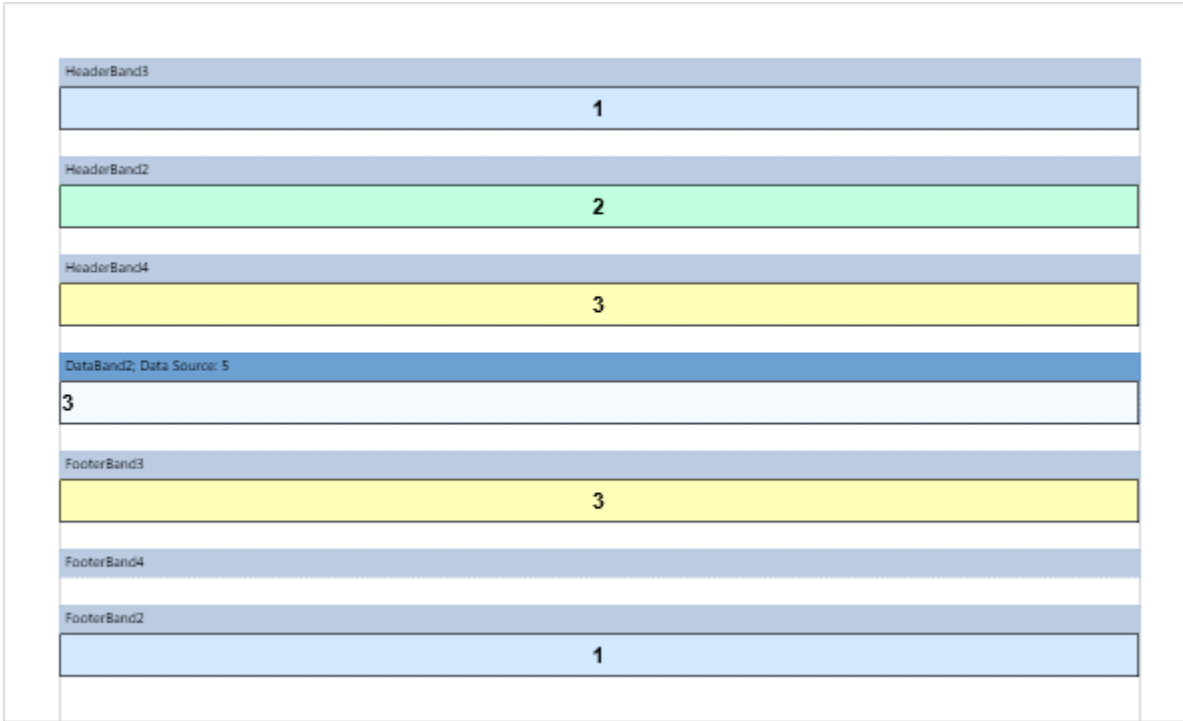 HeaderBand3
1
HeaderBand2
2
HeaderBand4
3
DataBand2; Data Source: 5
3
FooterBand3
3
FooterBand4
FooterBand2
1